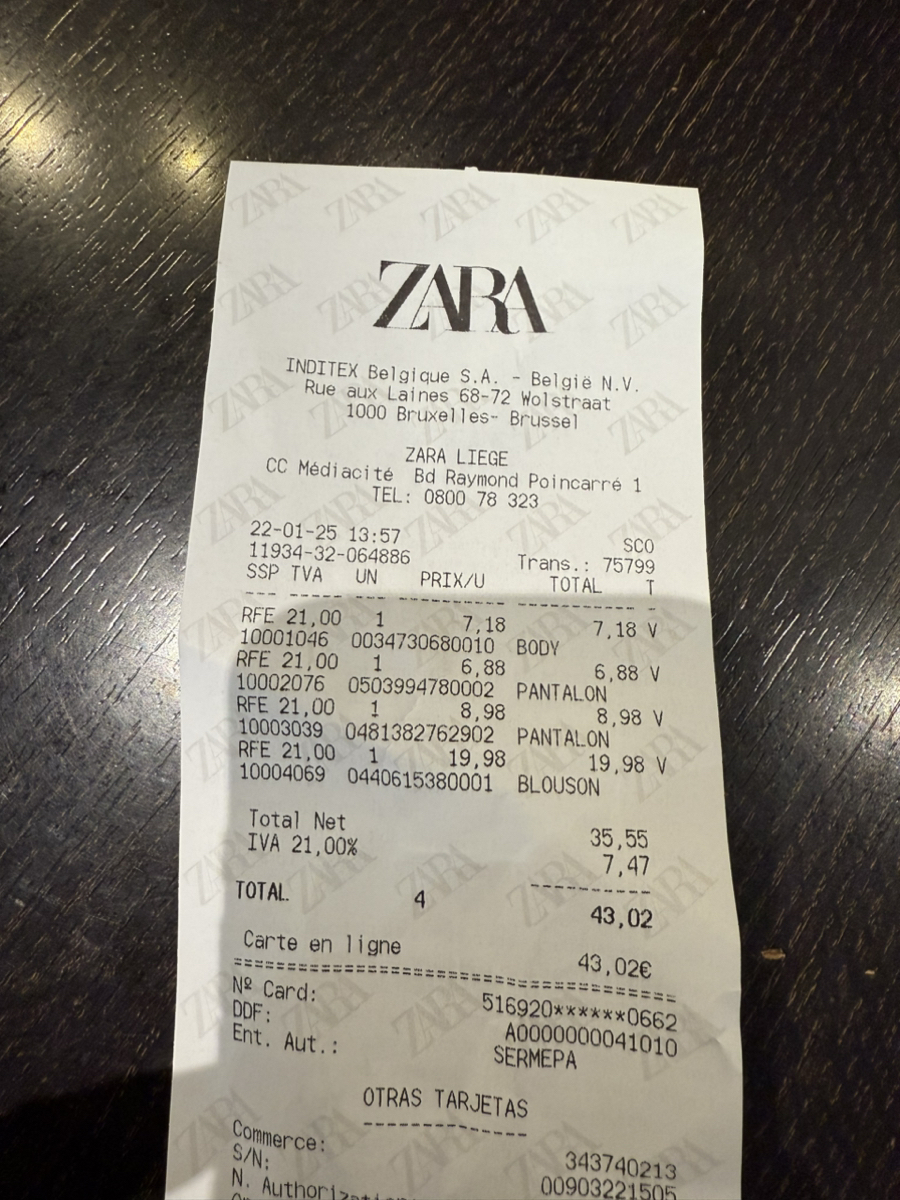 ZARA
INDITEX Belgique S.A. - België N.V.
Rue aux Laines 68-72 Wolstraat
1000 Bruxelles- Brussel
ZARA LIEGE
CC Médiacité Bd Raymond Poincarré 1
TEL: 0800 78 323
22-01-25 13:57 SCO
11934-32-064886 Trans.: 75799
SSP TVA UN PRIX/U TOTAL T
RFE 21,00 1 7,18 7,18 V
10001046 0034730680010 BODY
RFE 21,00 1 6,88 6,88 V
10002076 0503994780002 PANTALON
RFE 21,00 1 8,98 8,98 V
10003039 0481382762902 PANTALON
RFE 21,00 1 19,98 19,98 V
10004069 0440615380001 BLOUSON
Total Net 35,55
IVA 21,00% 7,47
TOTAL 4 43,02
Carte en ligne 43,02€
Nº Card: 516920******0662
DDF: A0000000041010
Ent. Aut.: SERMEPA
OTRAS TARJETAS
Commerce: 343740213
S/N: 00903221505
N.